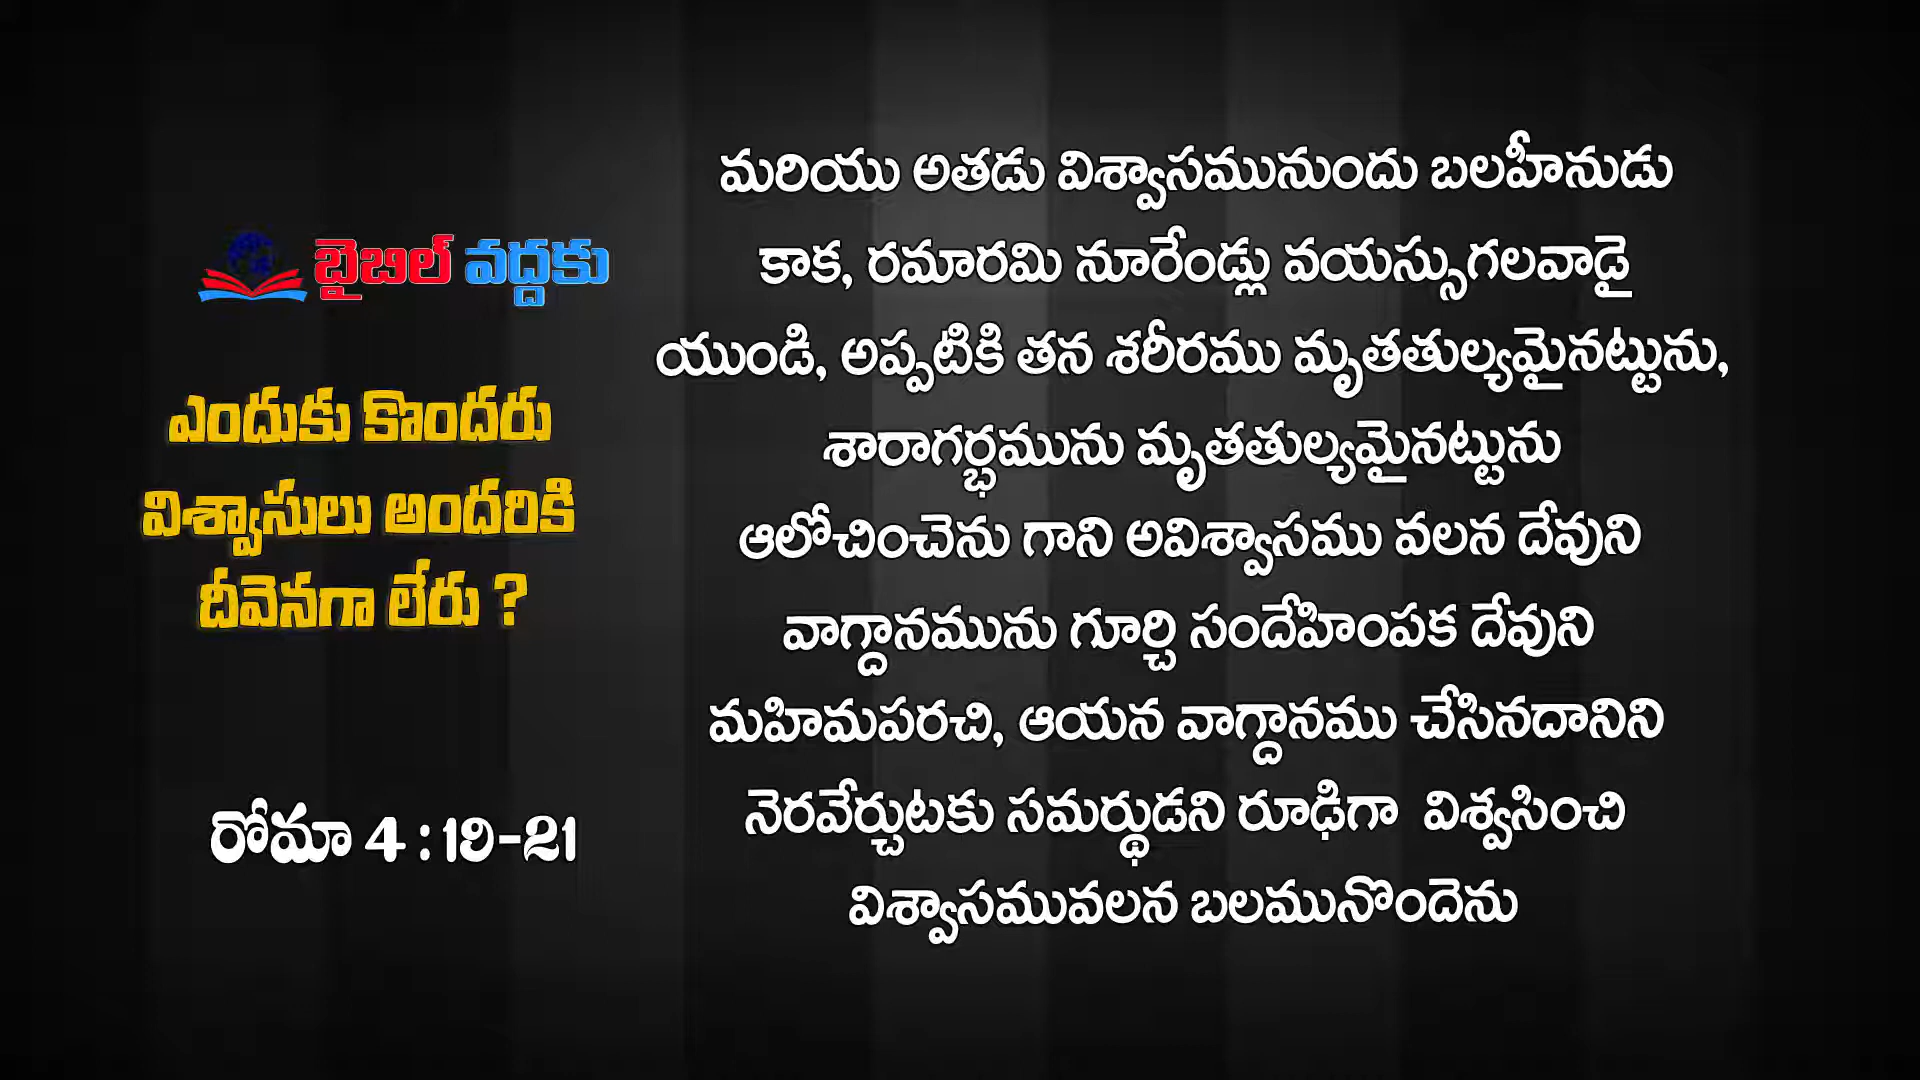 బైబిల్ వద్దకు
ఎందుకు కొందరు
విశ్వాసులు అందరికి
దీవెనగా లేరు ?
రోమా 4 : 19-21
మరియు అతడు విశ్వాసమునుందు బలహీనుడు
కాక, రమారమి నూరేండ్లు వయస్సుగలవాడై
యుండి, అప్పటికి తన శరీరము మృతతుల్యమైనట్టును,
శారాగర్భమును మృతతుల్యమైనట్టును
ఆలోచించెను గాని అవిశ్వాసము వలన దేవుని
వాగ్దానమును గూర్చి సందేహింపక దేవుని
మహిమపరచి, ఆయన వాగ్దానము చేసినదానిని
నెరవేర్చుటకు సమర్థుడని రూఢిగా విశ్వసించి
విశ్వాసమువలన బలమునొందెను